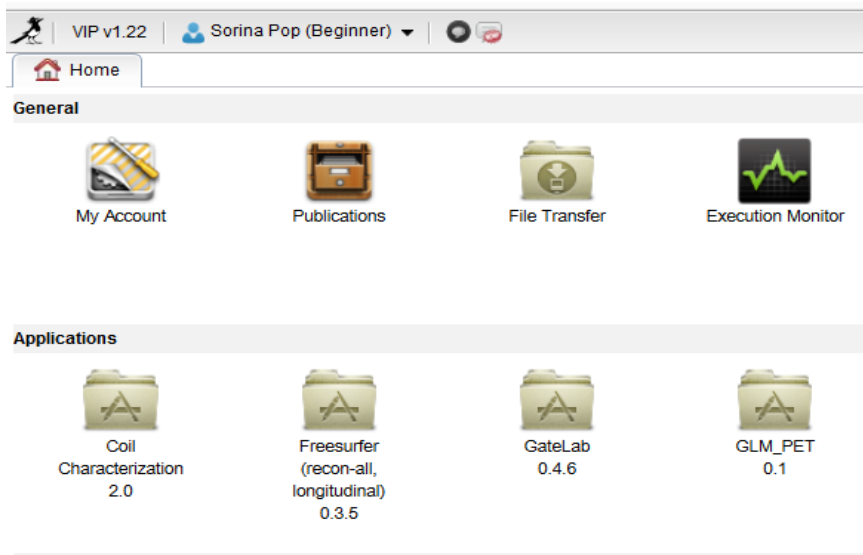 VIP v1.22 Sorina Pop (Beginner)
Home
General
My Account Publications File Transfer Execution Monitor
Applications
Coil Freesurfer GateLab GLM_PET
Characterization (recon-all, 0.4.6 0.1
2.0 longitudinal)
0.3.5